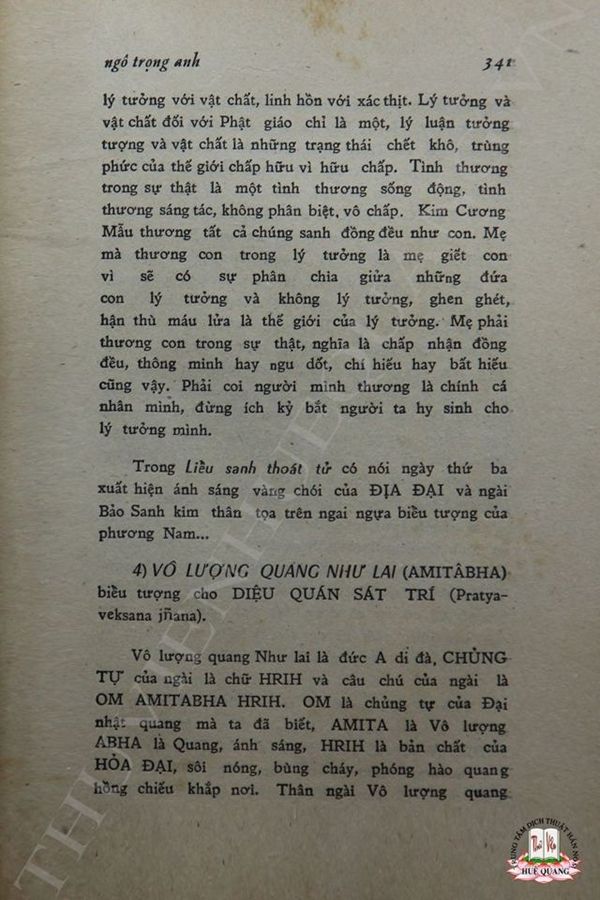 ngô trọng anh 341
lý tưởng với vật chất, linh hồn với xác thịt. Lý tưởng và
vật chất đối với Phật giáo chỉ là một, lý luận tưởng
tượng và vật chất là những trạng thái chết khô, trùng
phức của thế giới chấp hữu vì hữu chấp. Tình thương
trong sự thật là một tình thương sống động, tình
thương sáng tác, không phân biệt, vô chấp. Kim Cương
Mẫu thương tất cả chúng sanh đồng đều như con. Mẹ
mà thương con trong lý tưởng là mẹ giết con
vì sẽ có sự phân chia giửa những đứa
con lý tưởng và không lý tưởng, ghen ghét,
hận thù máu lửa là thế giới của lý tưởng. Mẹ phải
thương con trong sự thật, nghĩa là chấp nhận đồng
đều, thông minh hay ngu dốt, chí hiếu hay bất hiếu
cũng vậy. Phải coi người mình thương là chính cá
nhân mình, đừng ích kỷ bắt người ta hy sinh cho
lý tưởng mình.
Trong Liễu sanh thoát tử có nói ngày thứ ba
xuất hiện ánh sáng vàng chói của ĐỊA ĐẠI và ngài
Bảo Sanh kim thân tọa trên ngai ngựa biểu tượng của
phương Nam...
4) VÔ LƯỢNG QUANG NHƯ LAI (AMITÂBHA)
biểu tượng cho DIỆU QUÁN SÁT TRÍ (Pratya-
veksana jñana).
Vô lượng quang Như lai là đức A di đà, CHỦNG
TỰ của ngài là chữ HRIH và câu chú của ngài là
OM AMITABHA HRIH. OM là chủng tự của Đại
nhật quang mà ta đã biết, AMITA là Vô lượng
ABHA là Quang, ánh sáng, HRIH là bản chất của
HỎA ĐẠI, sôi nóng, bùng cháy, phóng hào quang
hồng chiếu khắp nơi. Thân ngài Vô lượng quang
TRUNG TÂM DỊCH THUẬT HÁN NÔM
HUỆ QUANG